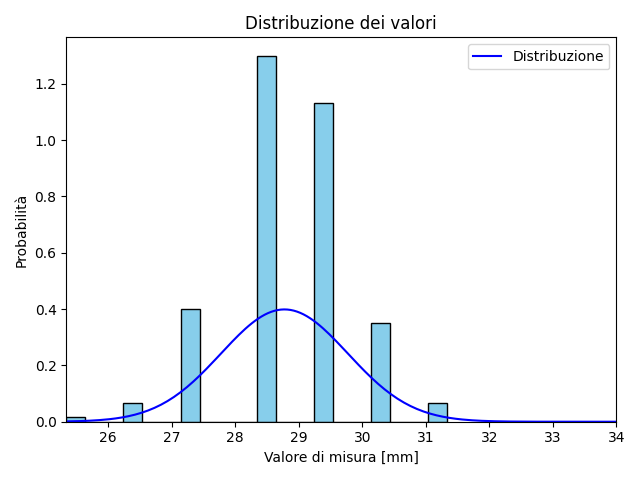 Distribuzione dei valori
Distribuzione
Probabilità
1.2
1.0
0.8
0.6
0.4
0.2
0.0
26 27 28 29 30 31 32 33 34
Valore di misura [mm]